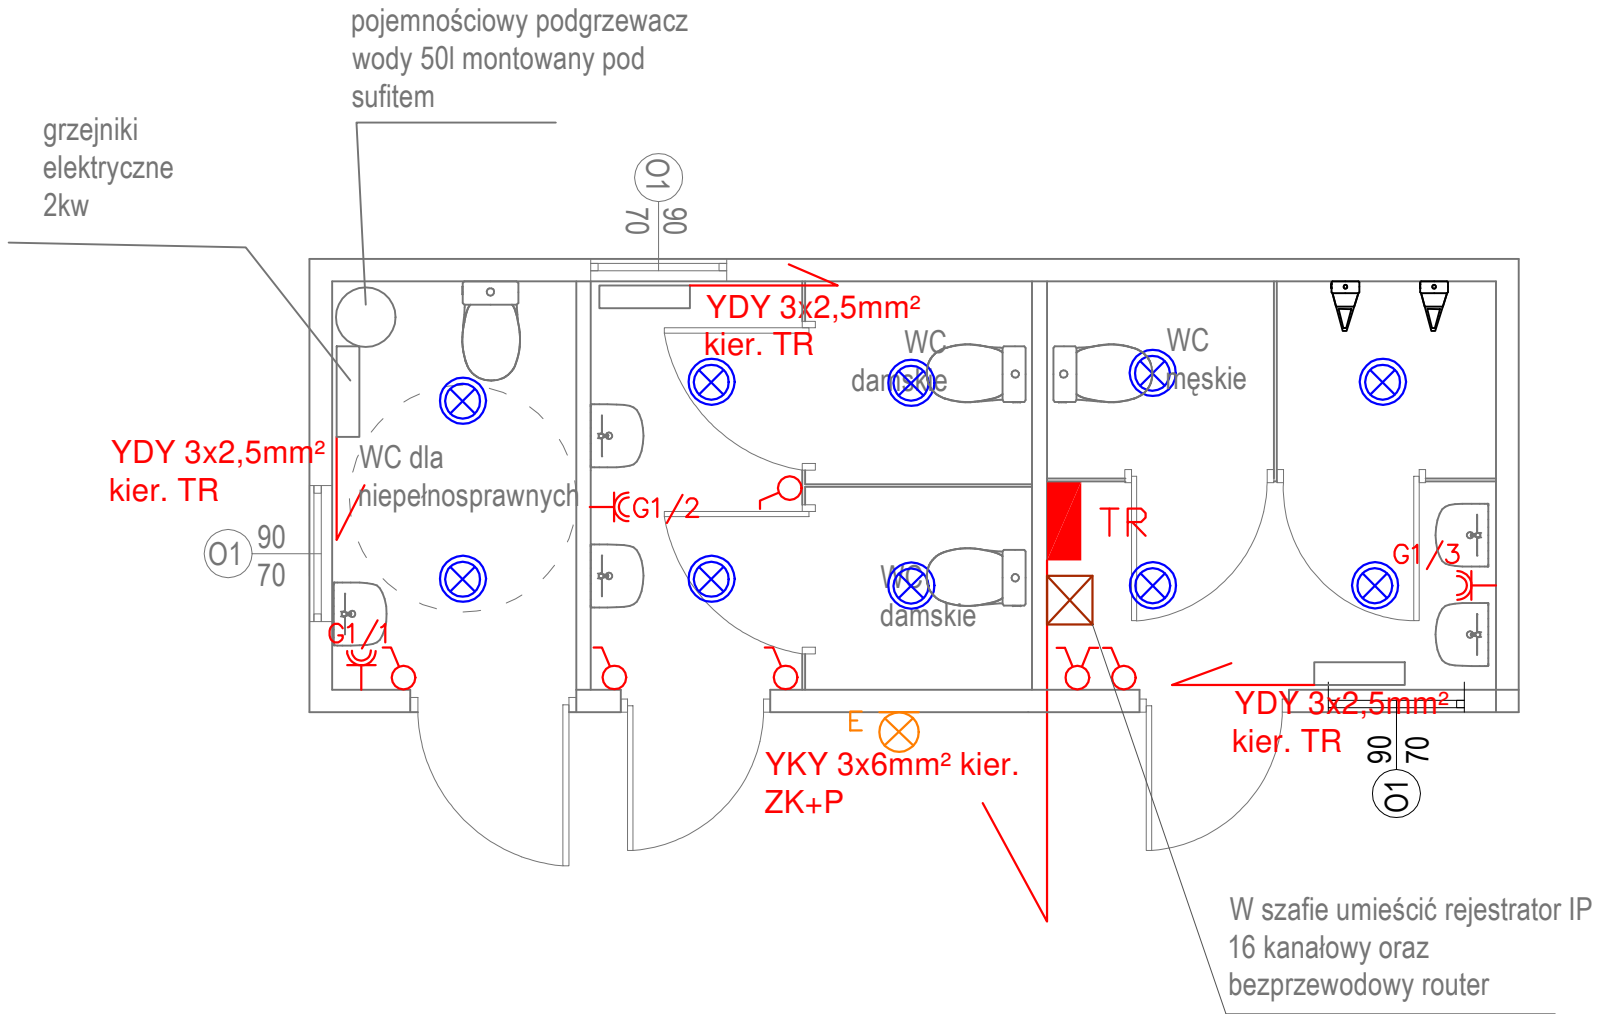 pojemnościowy podgrzewacz
wody 50l montowany pod
sufitem
grzejniki
elektryczne
2kw
O1
90
70
YDY 3x2,5mm²
kier. TR
WC
damskie
WC
męskie
YDY 3x2,5mm²
kier. TR
WC dla
niepełnosprawnych
G1/2
TR
O1
90
70
G1/3
WC
damskie
G1/1
E
YKY 3x6mm² kier.
ZK+P
YDY 3x2,5mm²
kier. TR
90
70
O1
W szafie umieścić rejestrator IP
16 kanałowy oraz
bezprzewodowy router